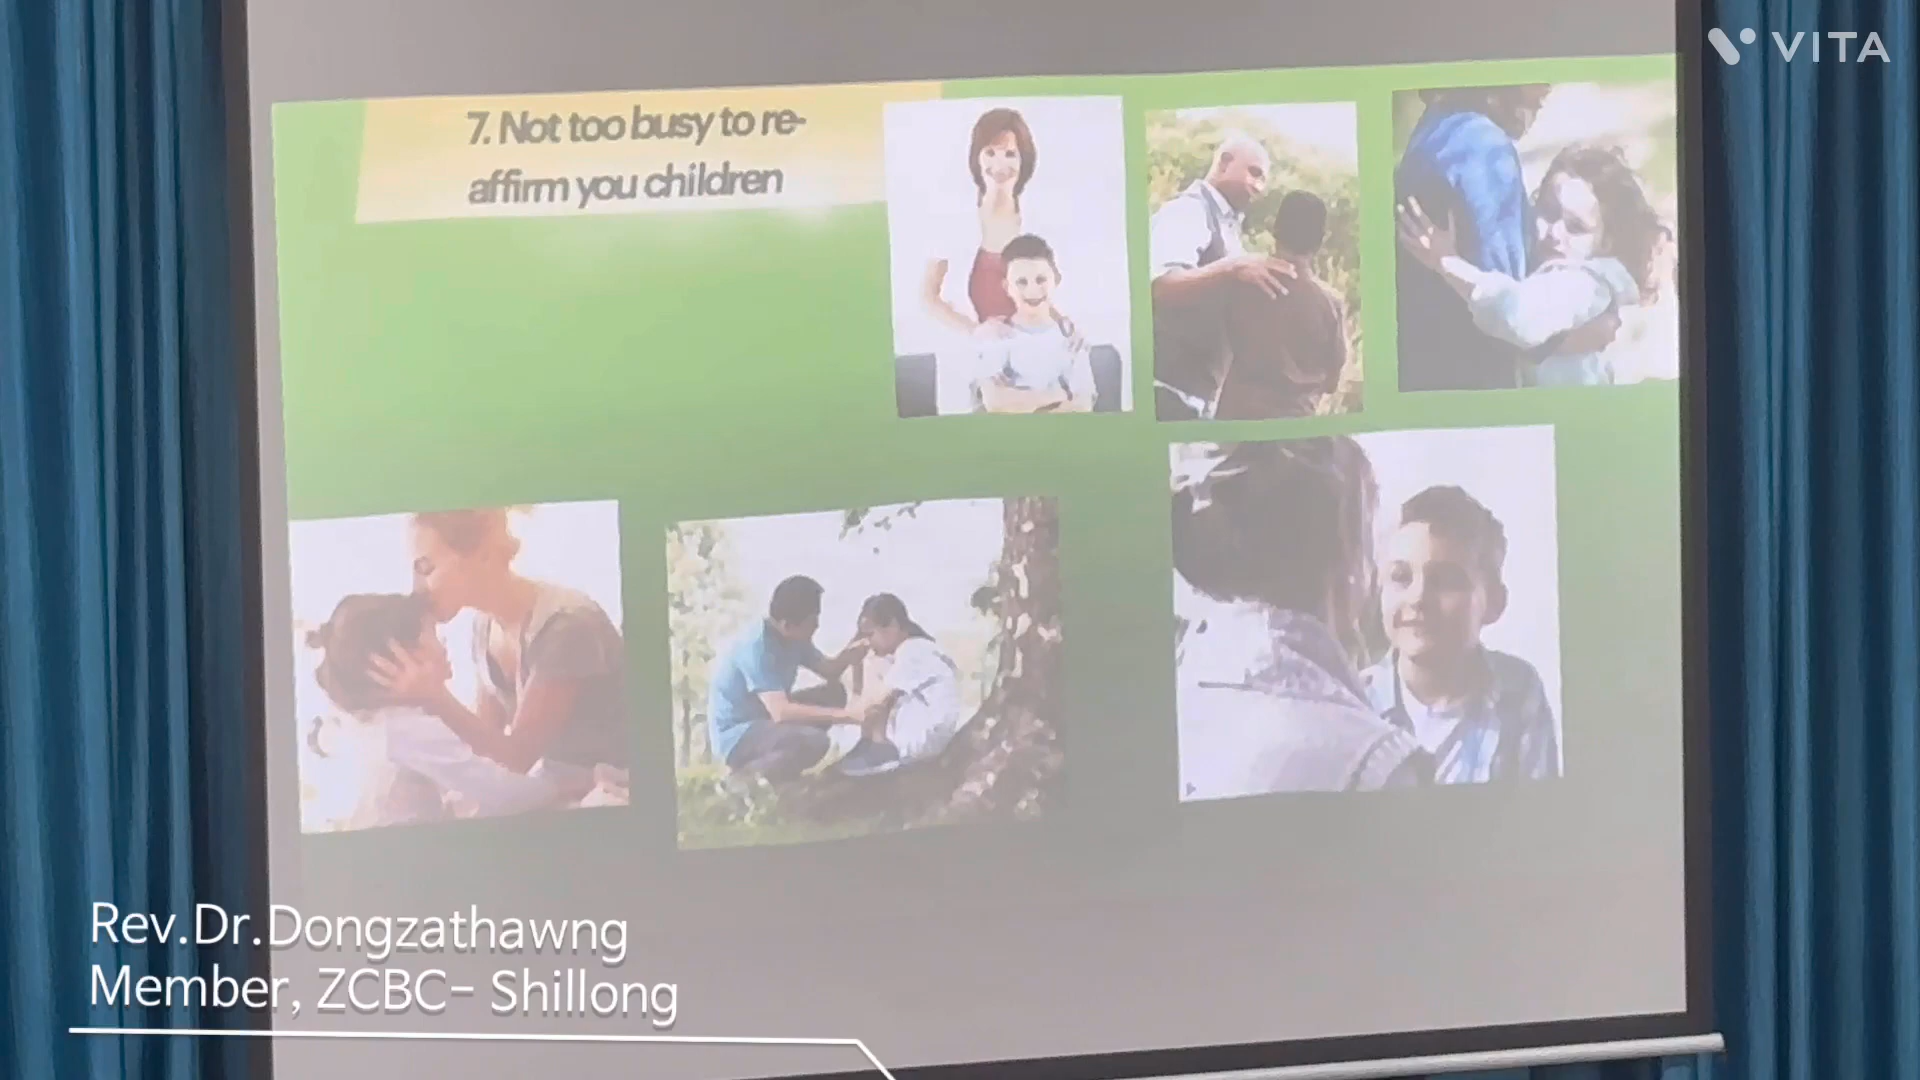 VITA
7. Not too busy to re-
affirm you children
Rev.Dr.Dongzathawng
Member, ZCBC- Shillong